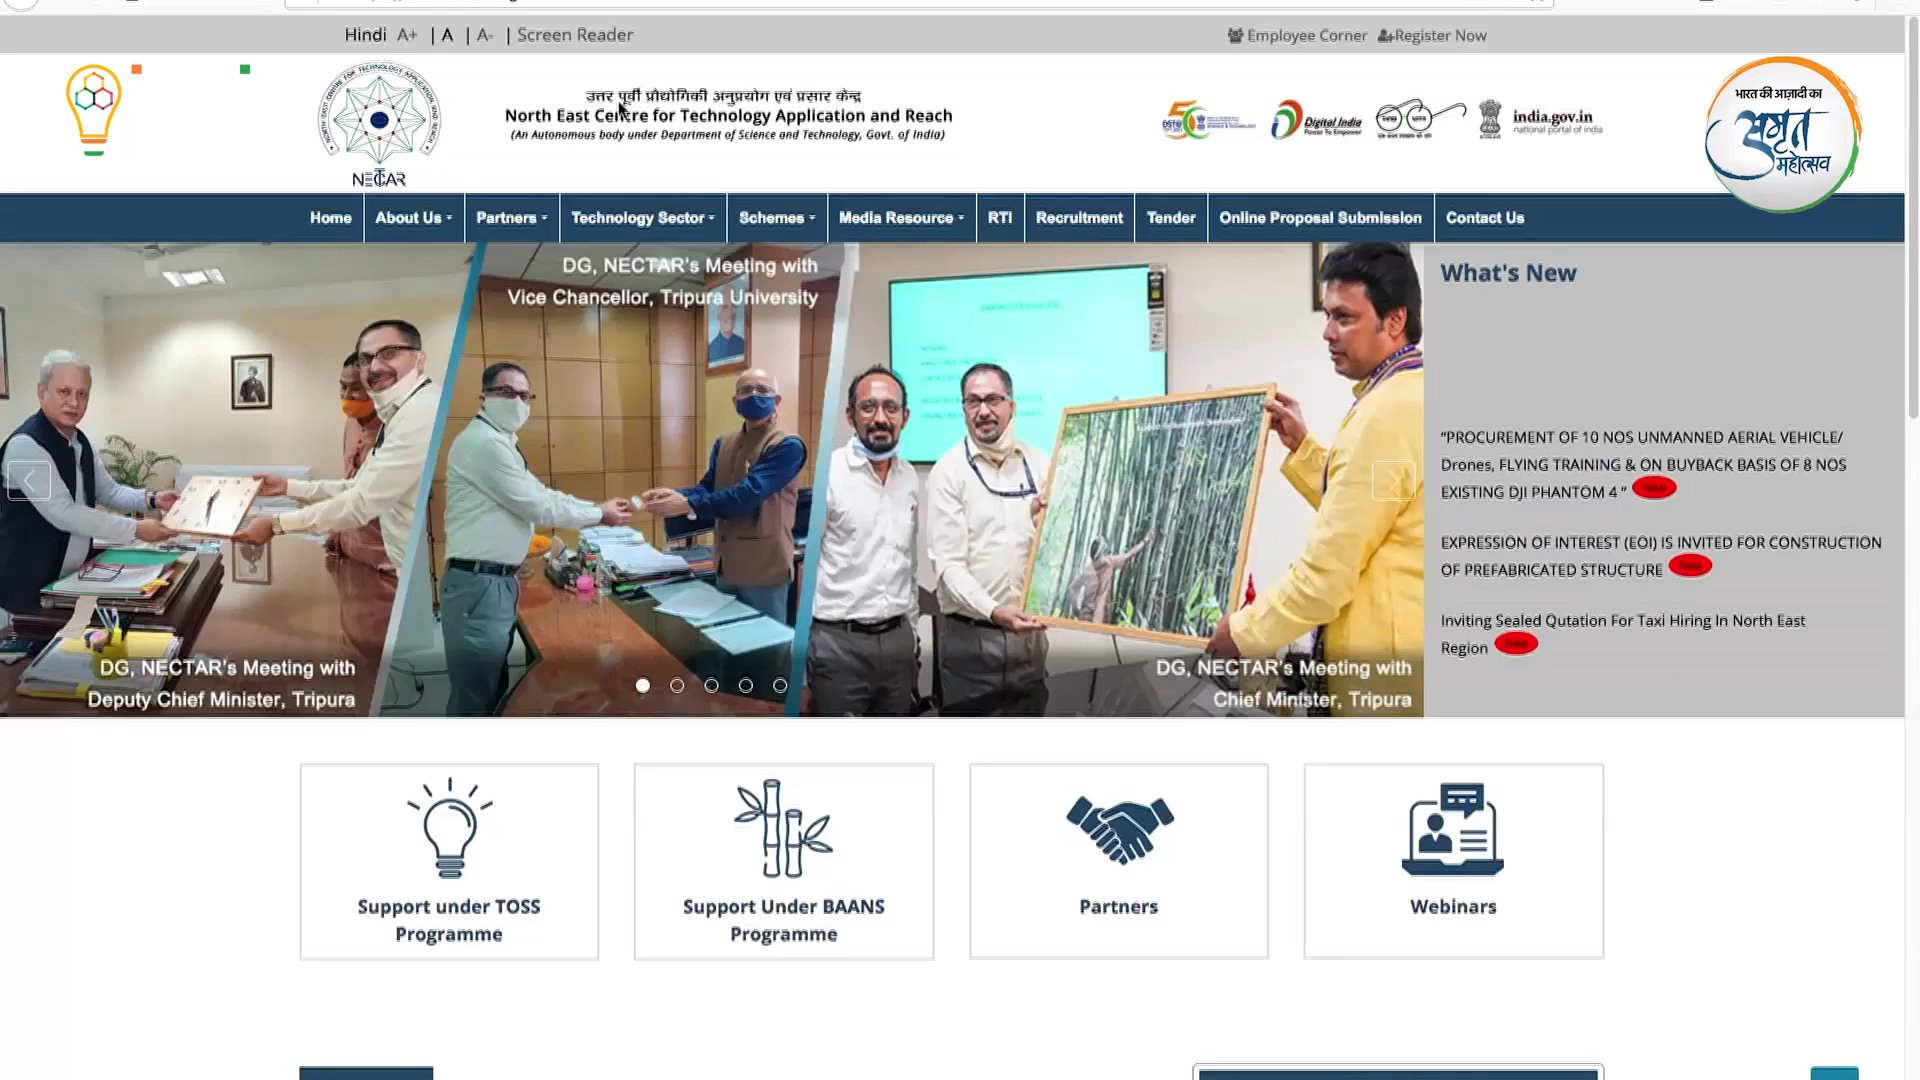 Hindi A+ | A | A- | Screen Reader
Employee Corner Register Now
उत्तर पूर्वी प्रौद्योगिकी अनुप्रयोग एवं प्रसार केन्द्र
North East Centre for Technology Application and Reach
(An Autonomous body under Department of Science and Technology, Govt. of India)
NECTAR
Digital India
Power To Empower
india.gov.in
national portal of india
भारत की आज़ादी का
अमृत
महोत्सव
Home About Us Partners Technology Sector Schemes Media Resource RTI Recruitment Tender Online Proposal Submission Contact Us
DG, NECTAR's Meeting with
Vice Chancellor, Tripura University
DG, NECTAR's Meeting with
Deputy Chief Minister, Tripura
DG, NECTAR's Meeting with
Chief Minister, Tripura
What's New
“PROCUREMENT OF 10 NOS UNMANNED AERIAL VEHICLE/
Drones, FLYING TRAINING & ON BUYBACK BASIS OF 8 NOS
EXISTING DJI PHANTOM 4 ” New
EXPRESSION OF INTEREST (EOI) IS INVITED FOR CONSTRUCTION
OF PREFABRICATED STRUCTURE New
Inviting Sealed Qutation For Taxi Hiring In North East
Region New
Support under TOSS
Programme
Support Under BAANS
Programme
Partners
Webinars